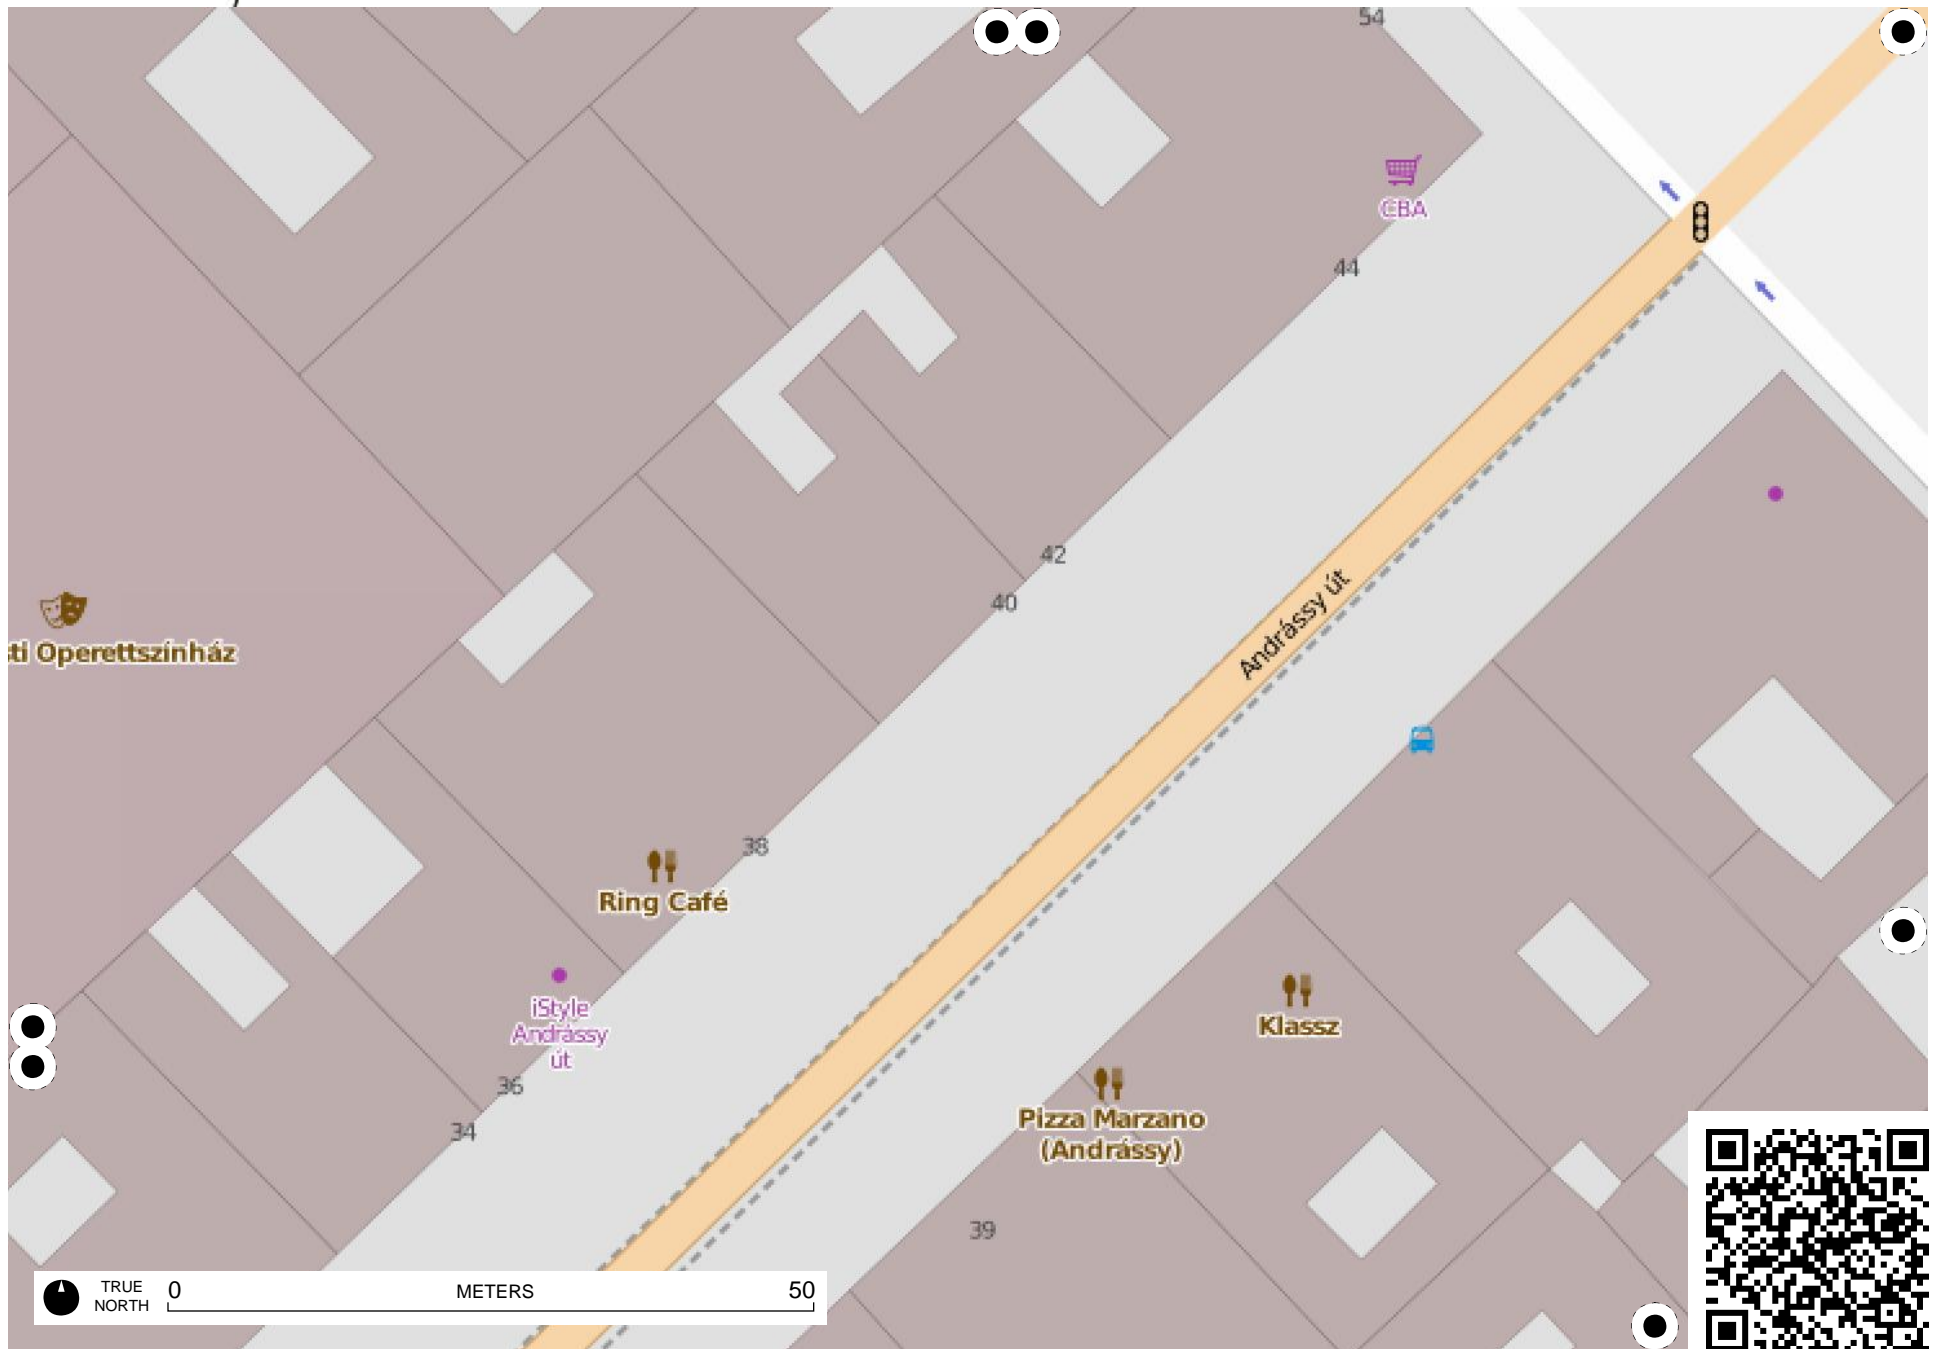 54
CBA
44
42
40
Andrássy út
sti Operettszínház
38
Ring Café
iStyle
Andrássy
út
Klassz
36
Pizza Marzano
(Andrássy)
34
39
TRUE
NORTH
0 METERS 50